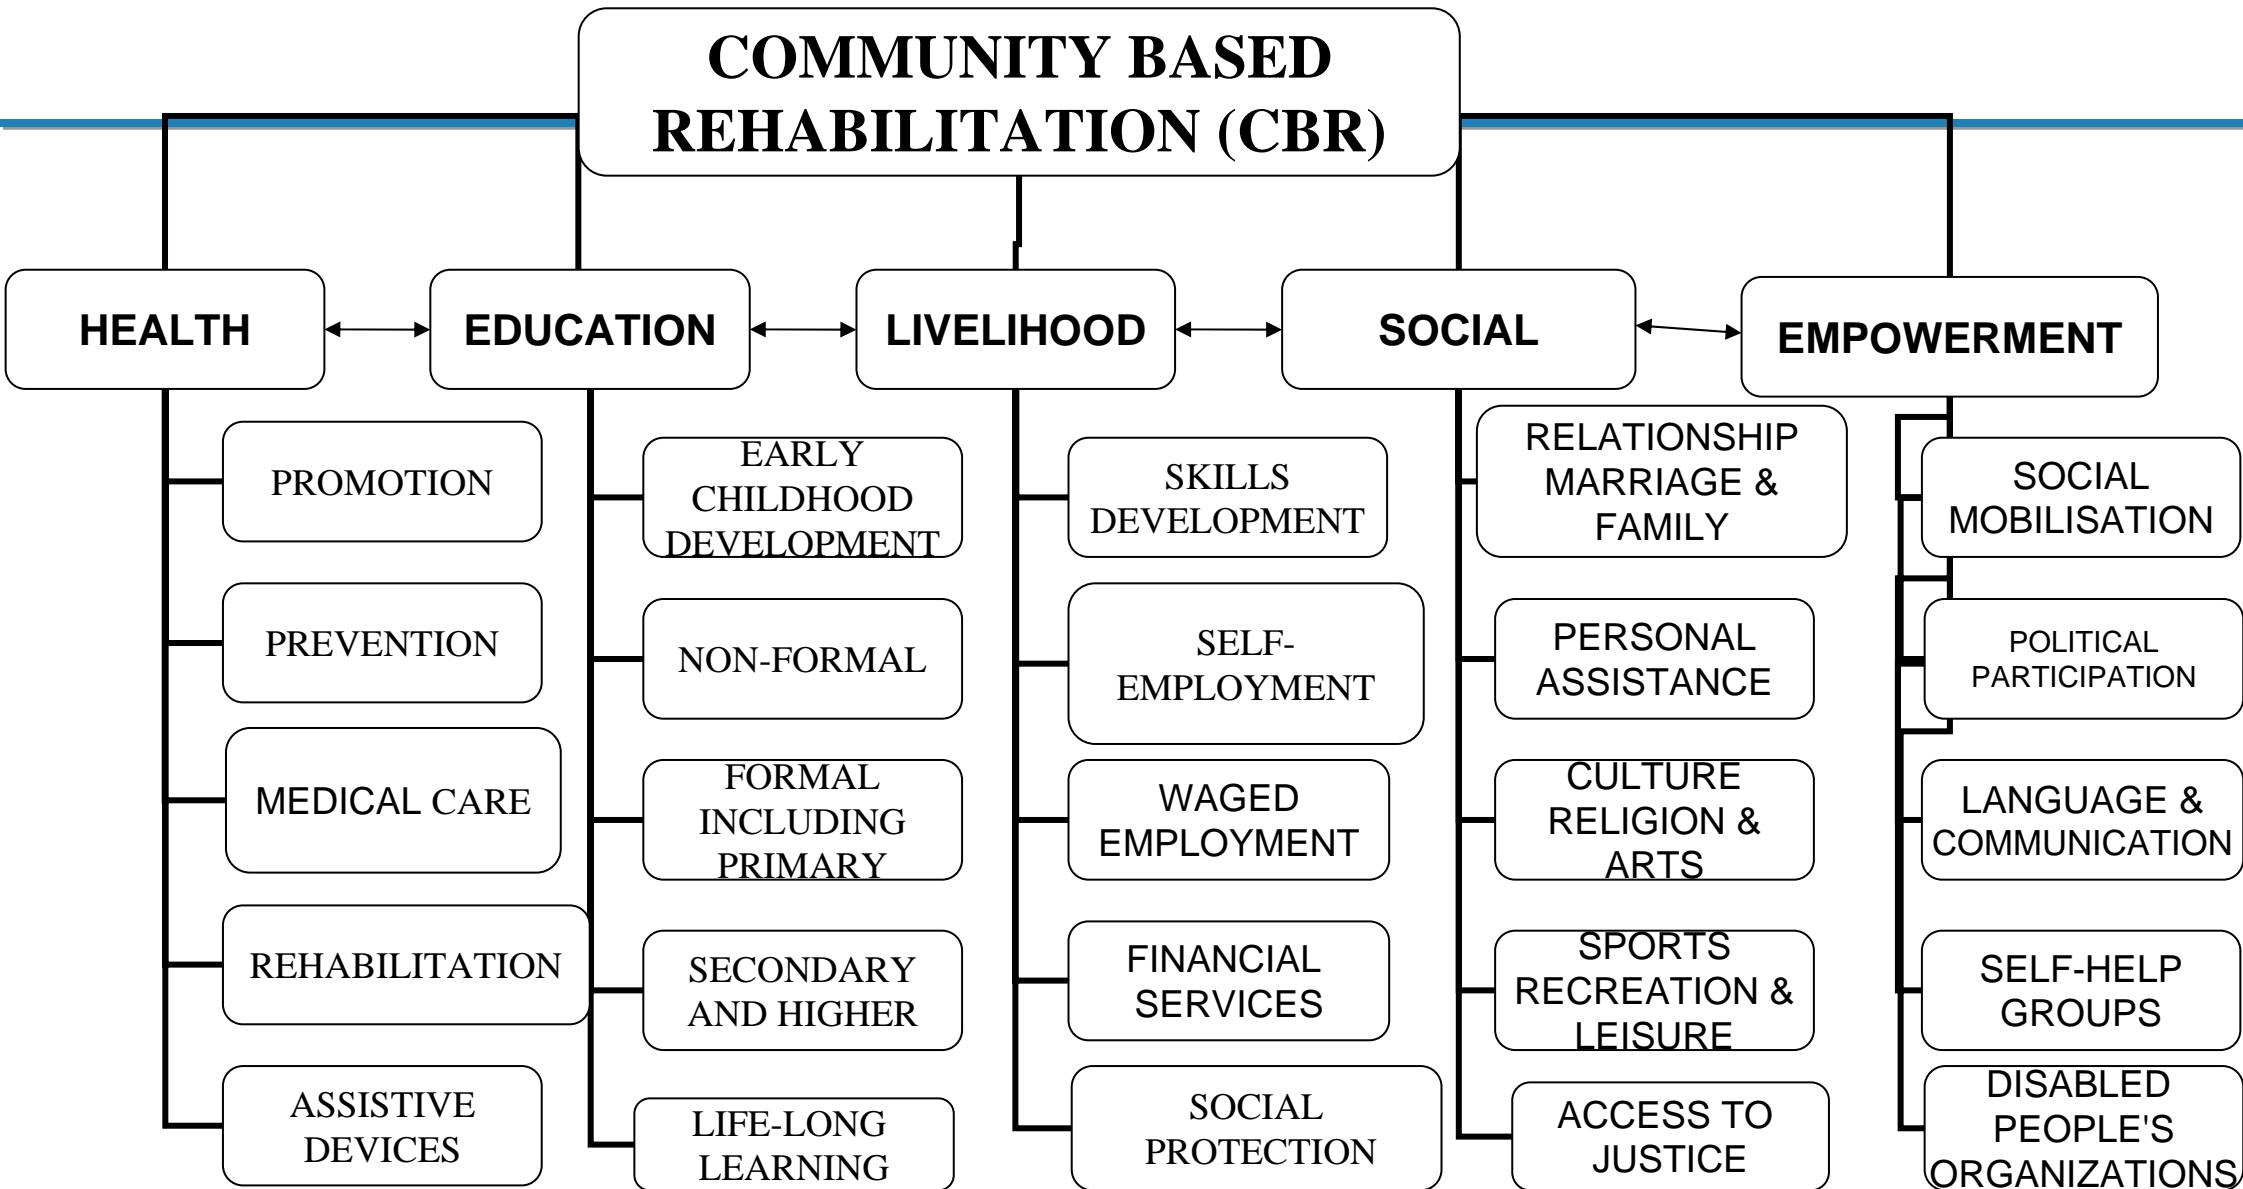 COMMUNITY BASED
REHABILITATION (CBR)
HEALTH
EDUCATION
LIVELIHOOD
SOCIAL
EMPOWERMENT
PROMOTION
PREVENTION
MEDICAL CARE
REHABILITATION
ASSISTIVE
DEVICES
EARLY
CHILDHOOD
DEVELOPMENT
NON-FORMAL
FORMAL
INCLUDING
PRIMARY
SECONDARY
AND HIGHER
LIFE-LONG
LEARNING
SKILLS
DEVELOPMENT
SELF-
EMPLOYMENT
WAGED
EMPLOYMENT
FINANCIAL
SERVICES
SOCIAL
PROTECTION
RELATIONSHIP
MARRIAGE &
FAMILY
PERSONAL
ASSISTANCE
CULTURE
RELIGION &
ARTS
SPORTS
RECREATION &
LEISURE
ACCESS TO
JUSTICE
SOCIAL
MOBILISATION
POLITICAL
PARTICIPATION
LANGUAGE &
COMMUNICATION
SELF-HELP
GROUPS
DISABLED
PEOPLE'S
ORGANIZATIONS